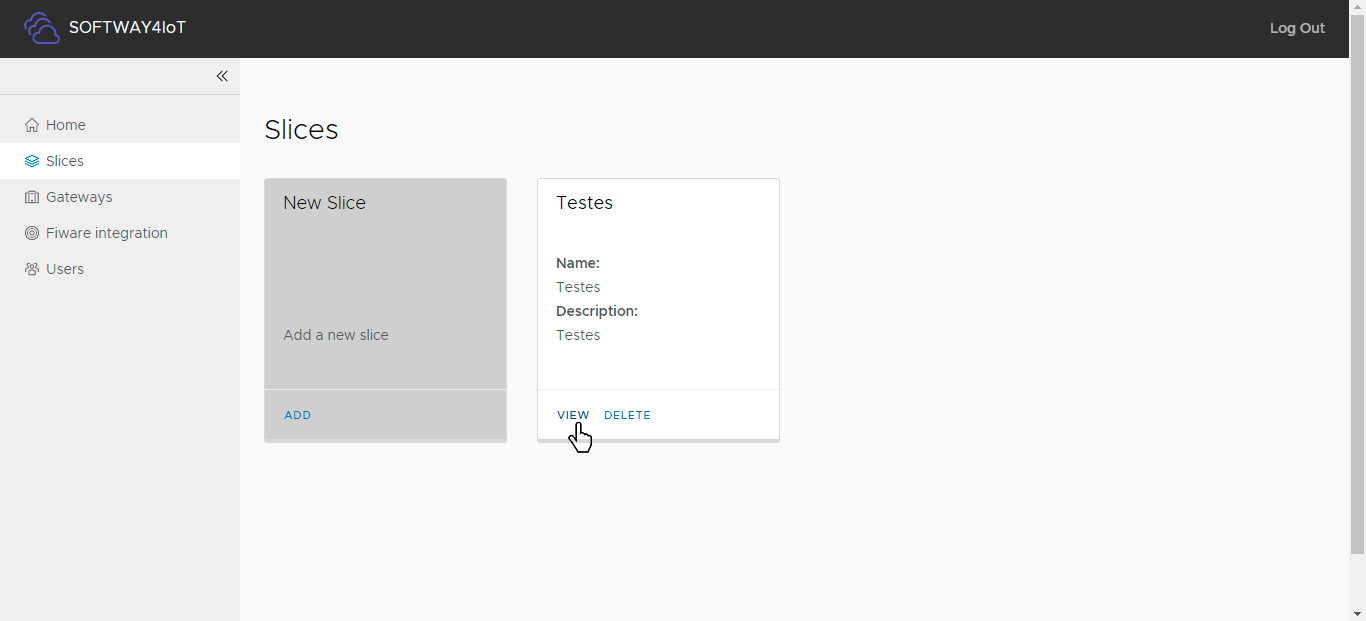 SOFTWAY4IoT
Log Out
Home
Slices
Gateways
Fiware integration
Users
Slices
New Slice
Add a new slice
ADD
Testes
Name:
Testes
Description:
Testes
VIEW DELETE